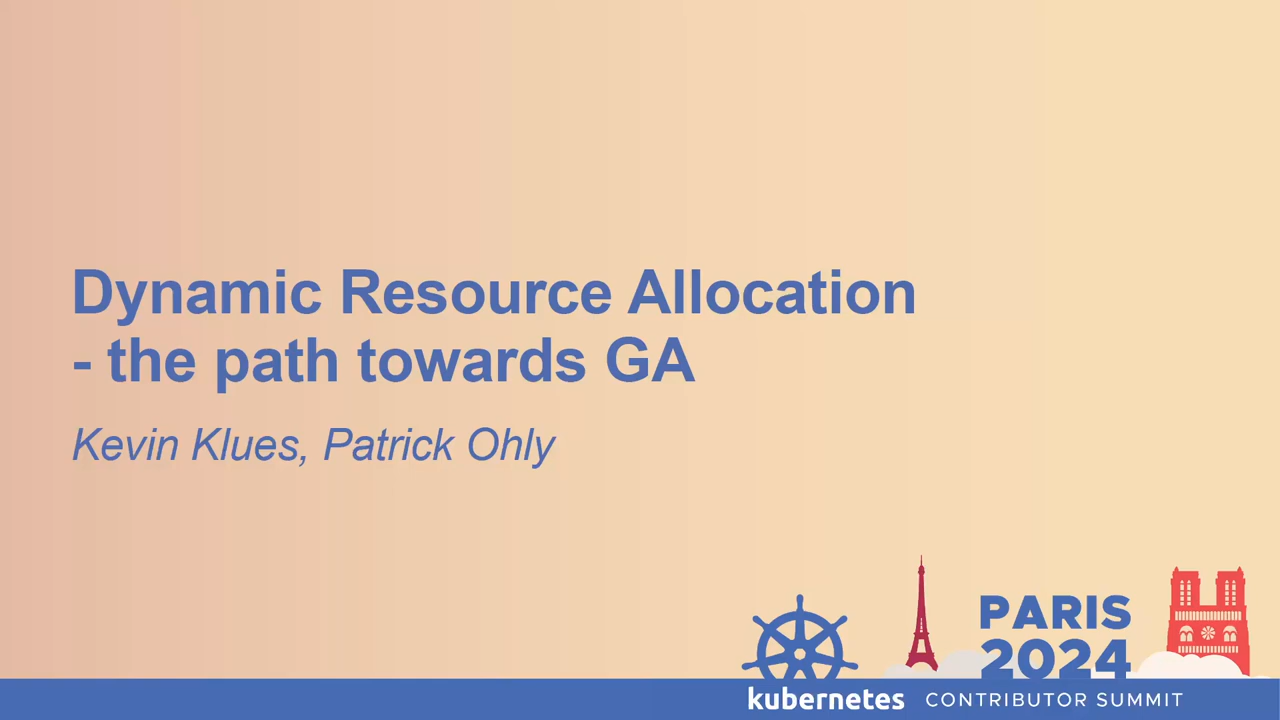 Dynamic Resource Allocation
- the path towards GA
Kevin Klues, Patrick Ohly
PARIS
2024
kubernetes CONTRIBUTOR SUMMIT